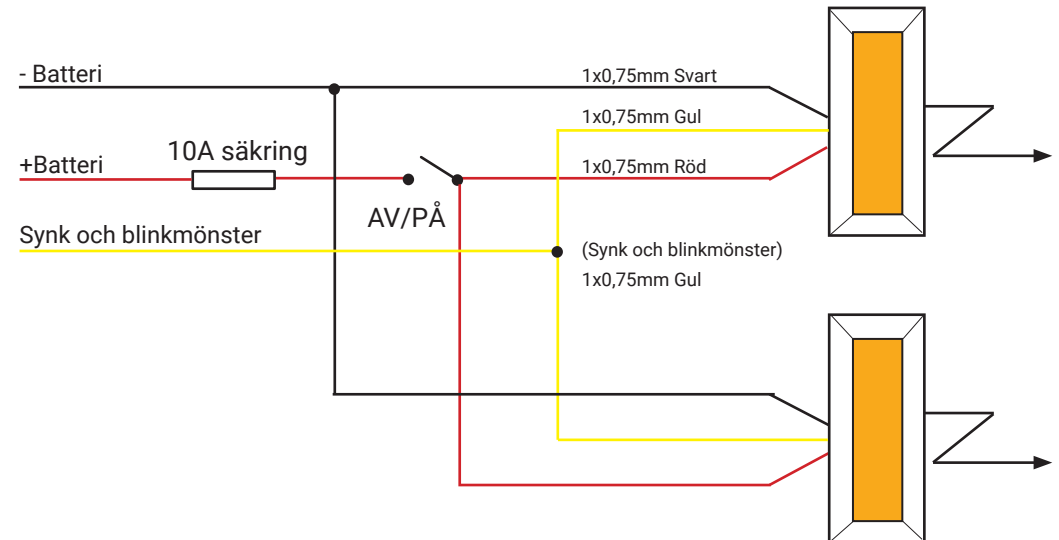 - Batteri
1x0,75mm Svart
1x0,75mm Gul
10A säkring
+Batteri
1x0,75mm Röd
AV/PÅ
Synk och blinkmönster
(Synk och blinkmönster)
1x0,75mm Gul